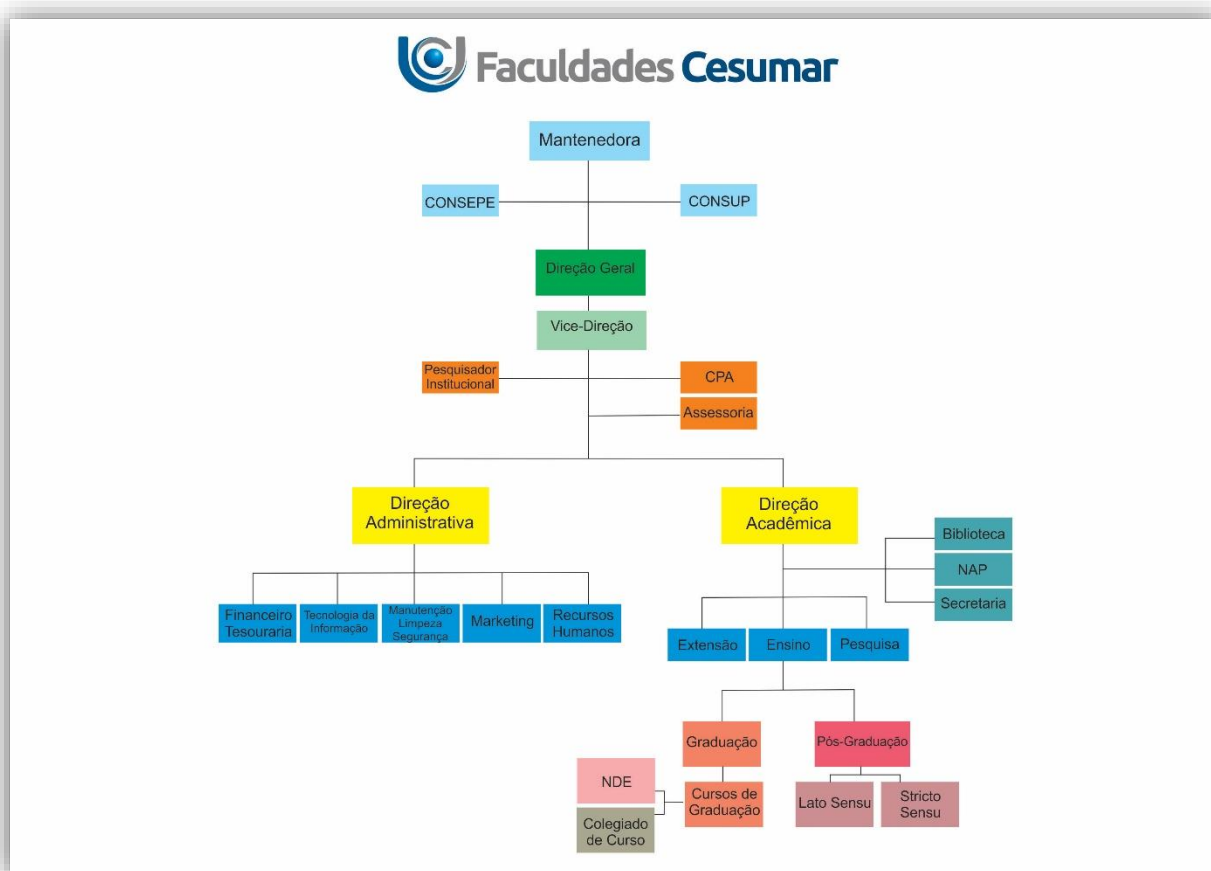 Faculdades Cesumar
Mantenedora
CONSEPE
CONSUP
Direção Geral
Vice-Direção
Pesquisador
Institucional
CPA
Assessoria
Direção
Administrativa
Direção
Acadêmica
Biblioteca
NAP
Secretaria
Financeiro
Tesouraria
Tecnologia da
Informação
Manutenção
Limpeza
Segurança
Marketing
Recursos
Humanos
Extensão
Ensino
Pesquisa
Graduação
Pós-Graduação
NDE
Colegiado
de Curso
Cursos de
Graduação
Lato Sensu
Stricto
Sensu